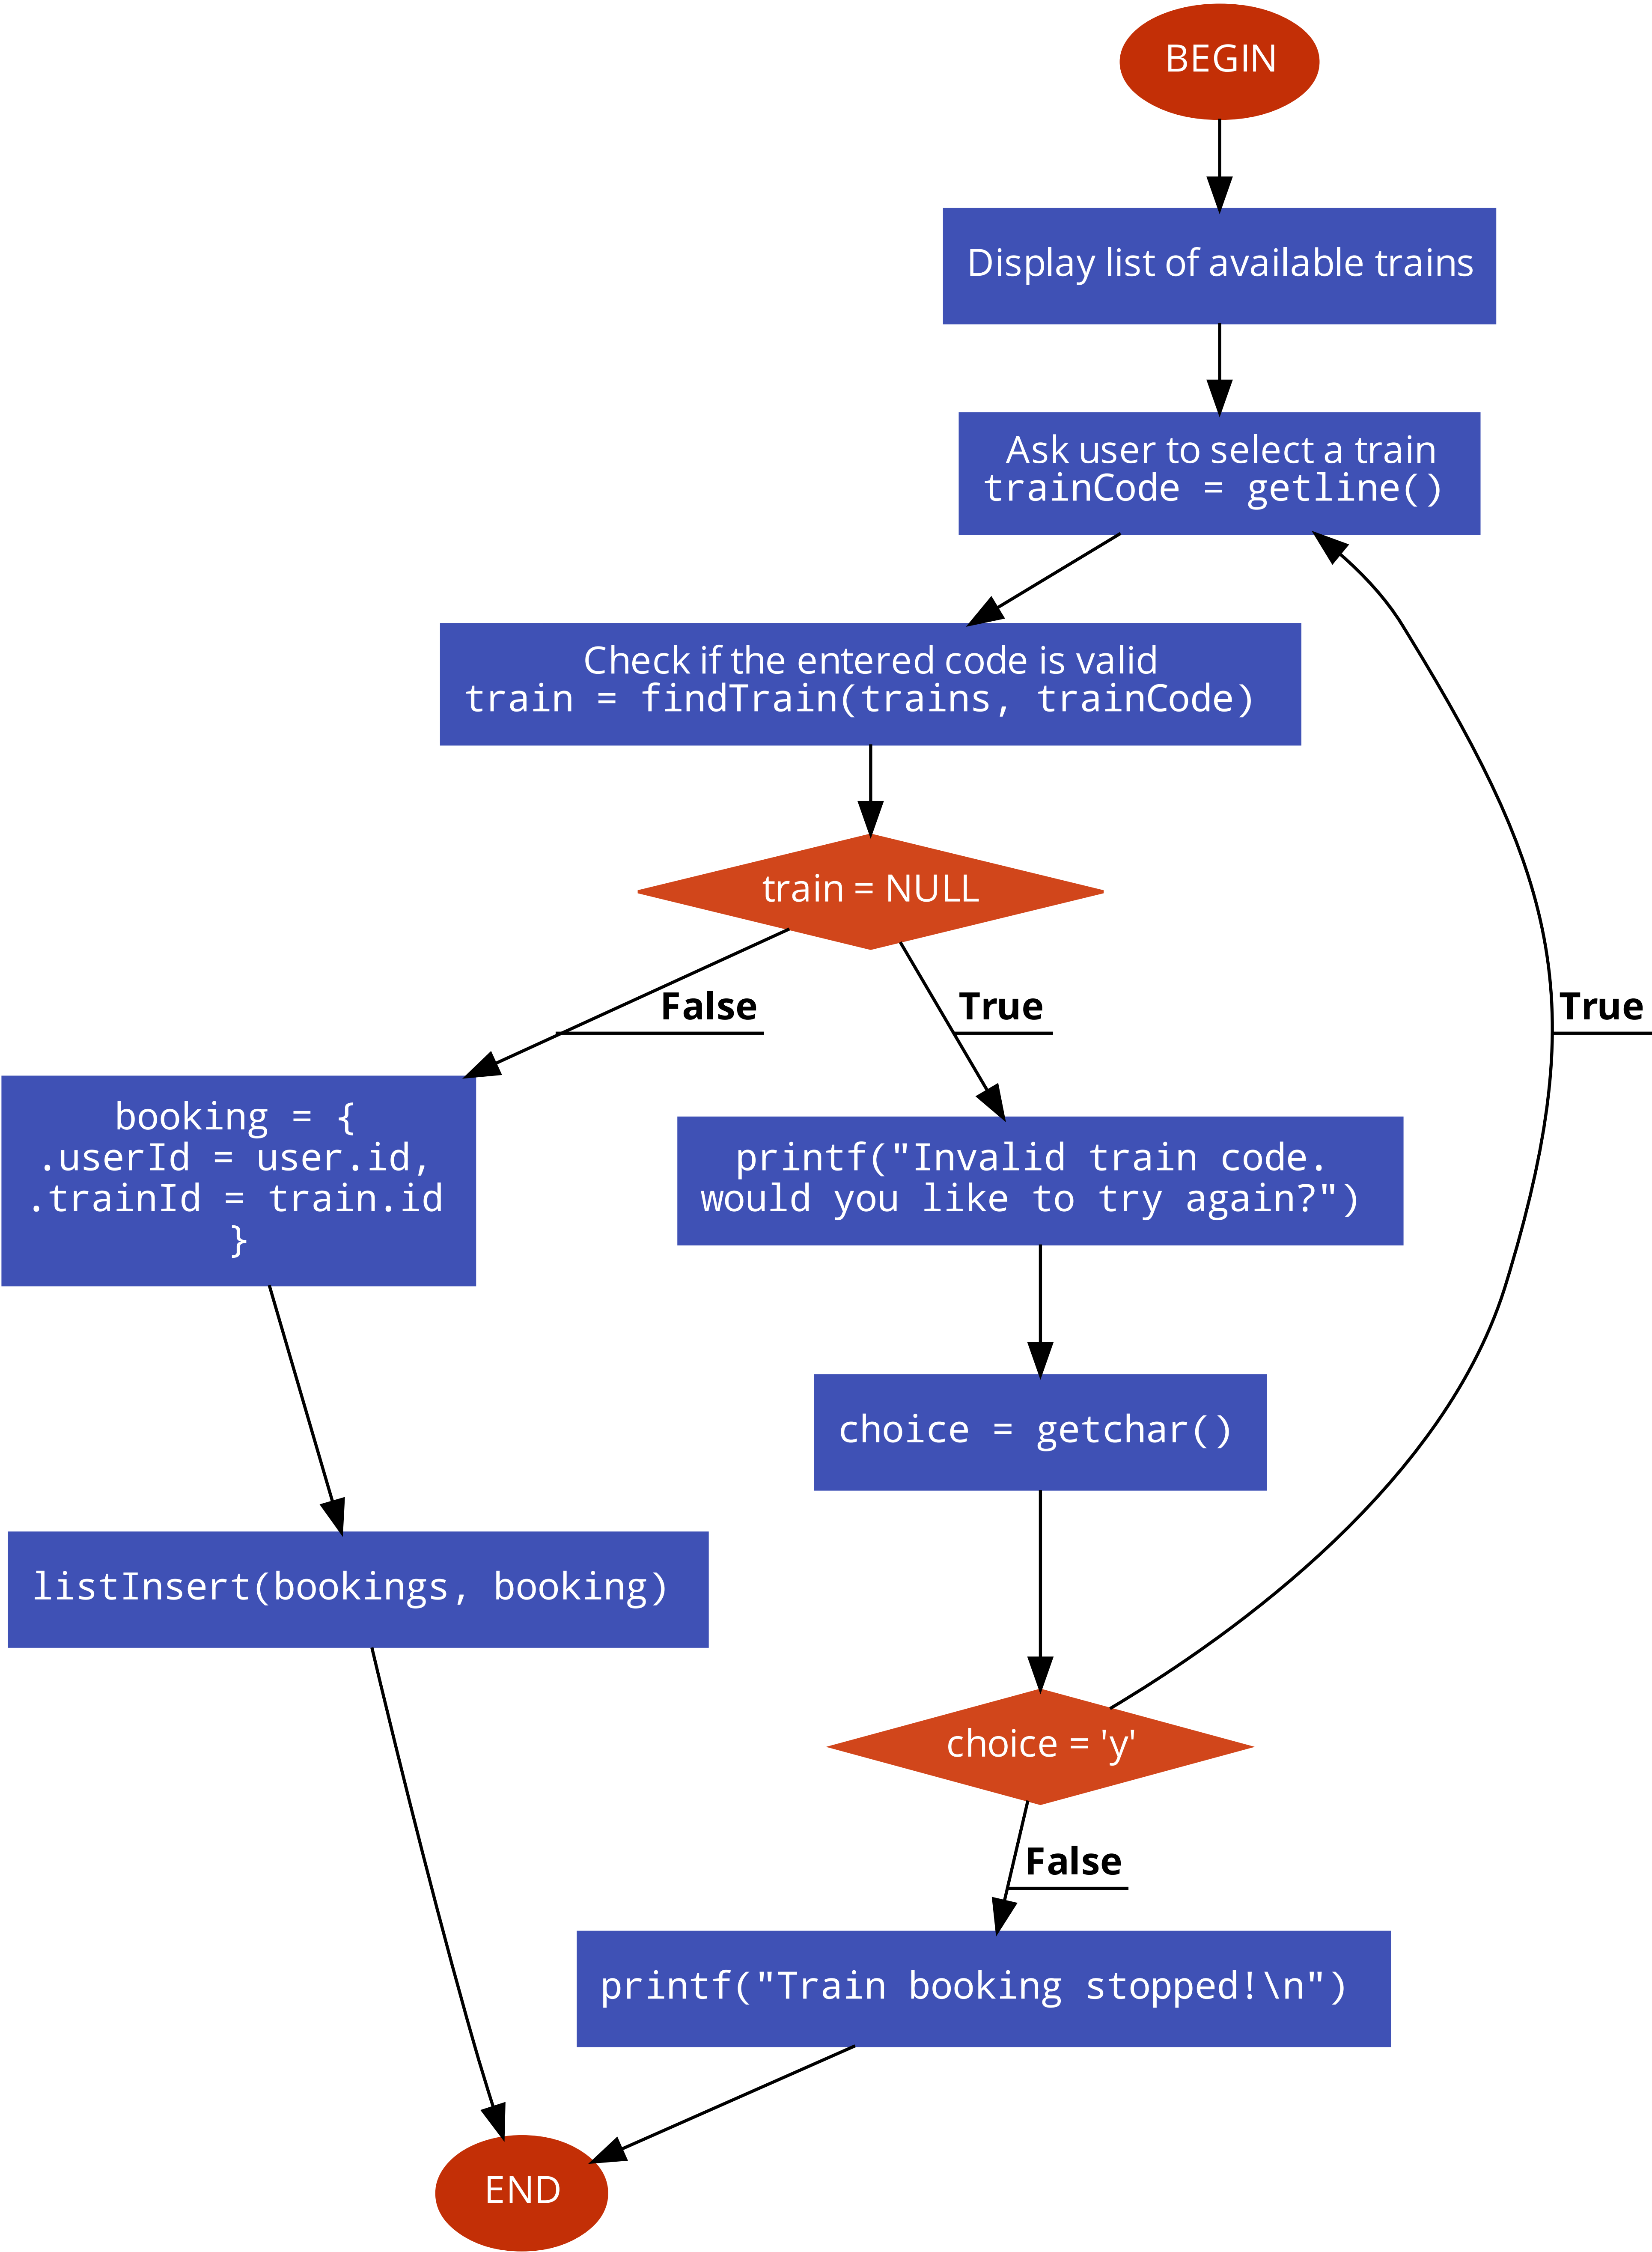 BEGIN
Display list of available trains
Ask user to select a train
trainCode = getline()
Check if the entered code is valid
train = findTrain(trains, trainCode)
train = NULL
False
True
True
booking = {
.userId = user.id,
.trainId = train.id
}
printf("Invalid train code.
would you like to try again?")
choice = getchar()
listInsert(bookings, booking)
choice = 'y'
False
printf("Train booking stopped!\n")
END